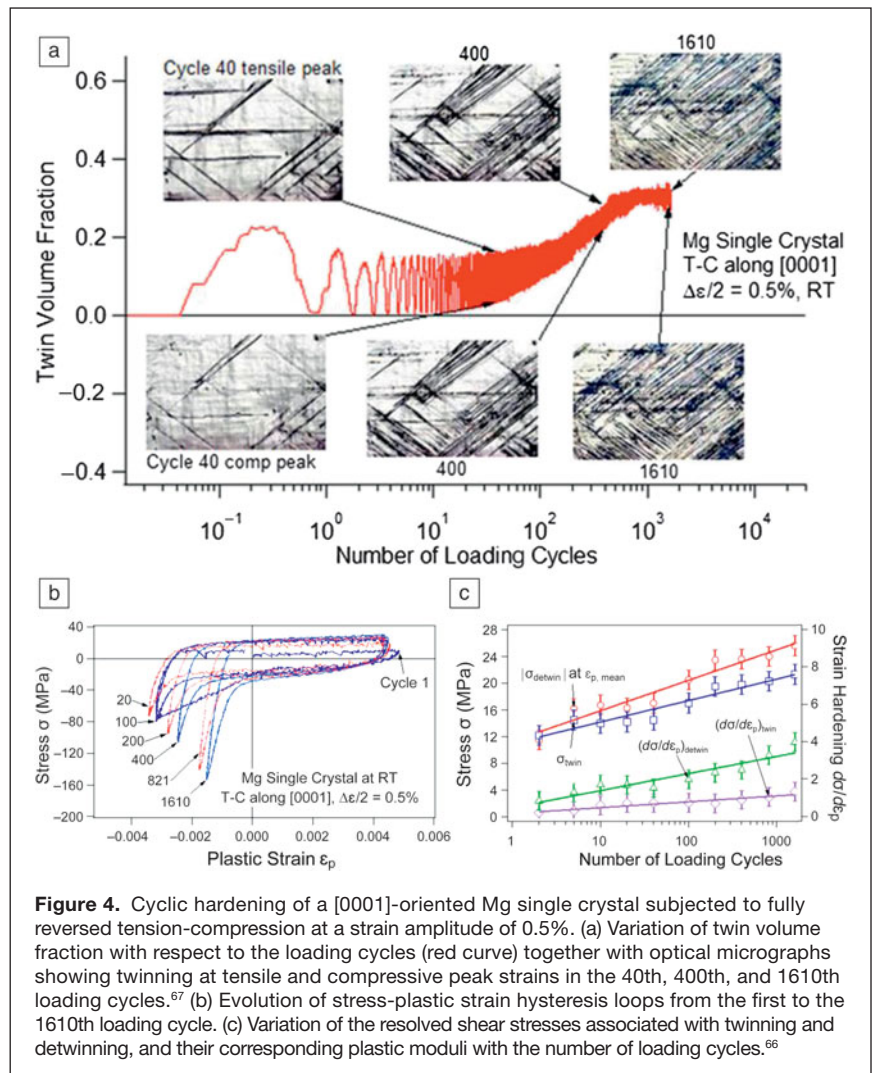 a
Cycle 40 tensile peak
400
1610
0.6
0.4
0.2
0.0
−0.2
−0.4
Twin Volume Fraction
Mg Single Crystal
T-C along [0001]
Δε/2 = 0.5%, RT
Cycle 40 comp peak
400
1610
10⁻¹
10⁰
10¹
10²
10³
10⁴
Number of Loading Cycles
b
40
0
−40
−80
−120
−160
−200
Stress σ (MPa)
Cycle 1
20
100
200
400
821
1610
Mg Single Crystal at RT
T-C along [0001], Δε/2 = 0.5%
−0.004
−0.002
0.000
0.002
0.004
0.006
Plastic Strain εp
c
28
24
20
16
12
8
4
0
Stress σ (MPa)
|σdetwin| at εp, mean
σtwin
(dσ/dεp)detwin
(dσ/dεp)twin
10
8
6
4
2
0
Strain Hardening dσ/dεp
1
10
100
1000
Number of Loading Cycles
Figure 4. Cyclic hardening of a [0001]-oriented Mg single crystal subjected to fully
reversed tension-compression at a strain amplitude of 0.5%. (a) Variation of twin volume
fraction with respect to the loading cycles (red curve) together with optical micrographs
showing twinning at tensile and compressive peak strains in the 40th, 400th, and 1610th
loading cycles.⁶⁷ (b) Evolution of stress-plastic strain hysteresis loops from the first to the
1610th loading cycle. (c) Variation of the resolved shear stresses associated with twinning and
detwinning, and their corresponding plastic moduli with the number of loading cycles.⁶⁶